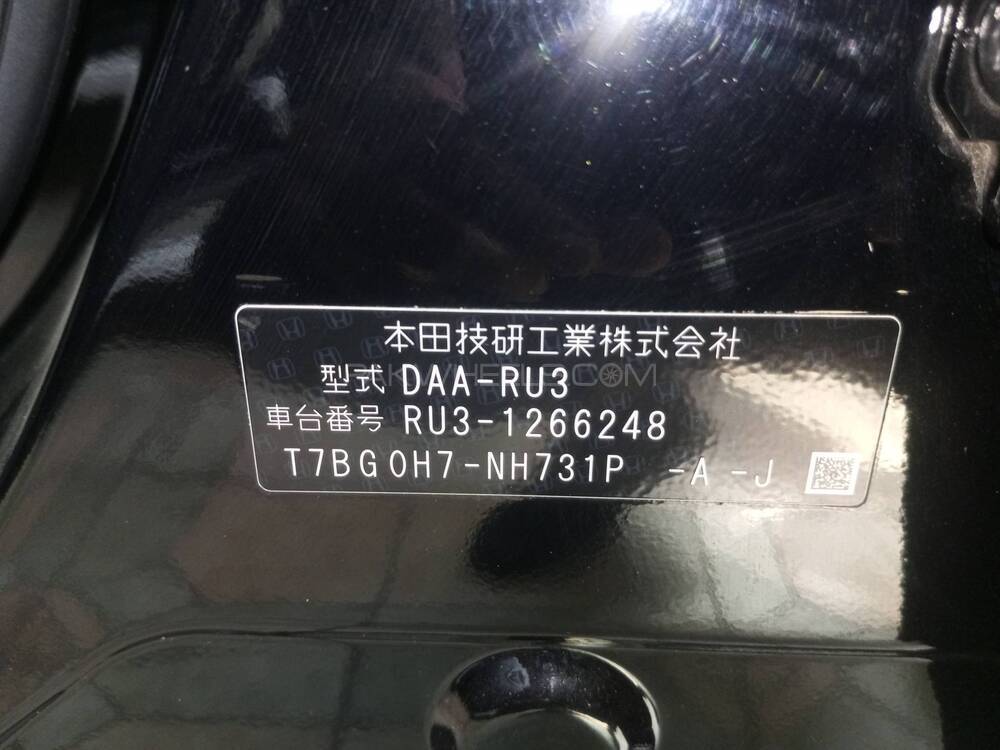 本田技研工業株式会社
型式 DAA-RU3
車台番号 RU3-1266248
T7BG0H7-NH731P -A -J